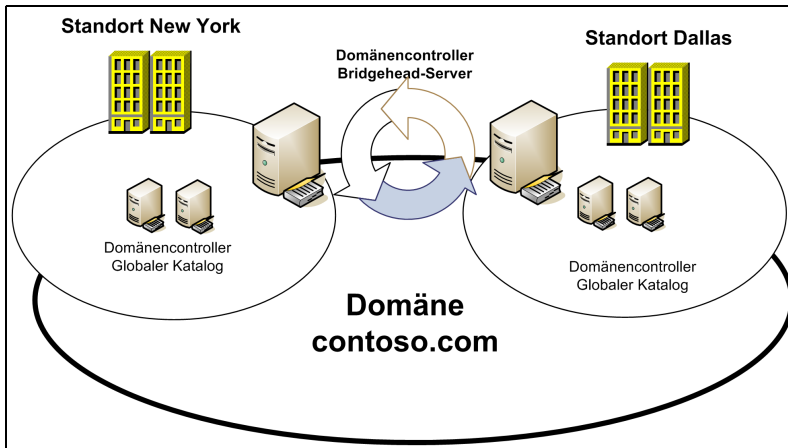 Standort New York
Domänencontroller
Bridgehead-Server
Standort Dallas
Domänencontroller
Globaler Katalog
Domänencontroller
Globaler Katalog
Domäne
contoso.com